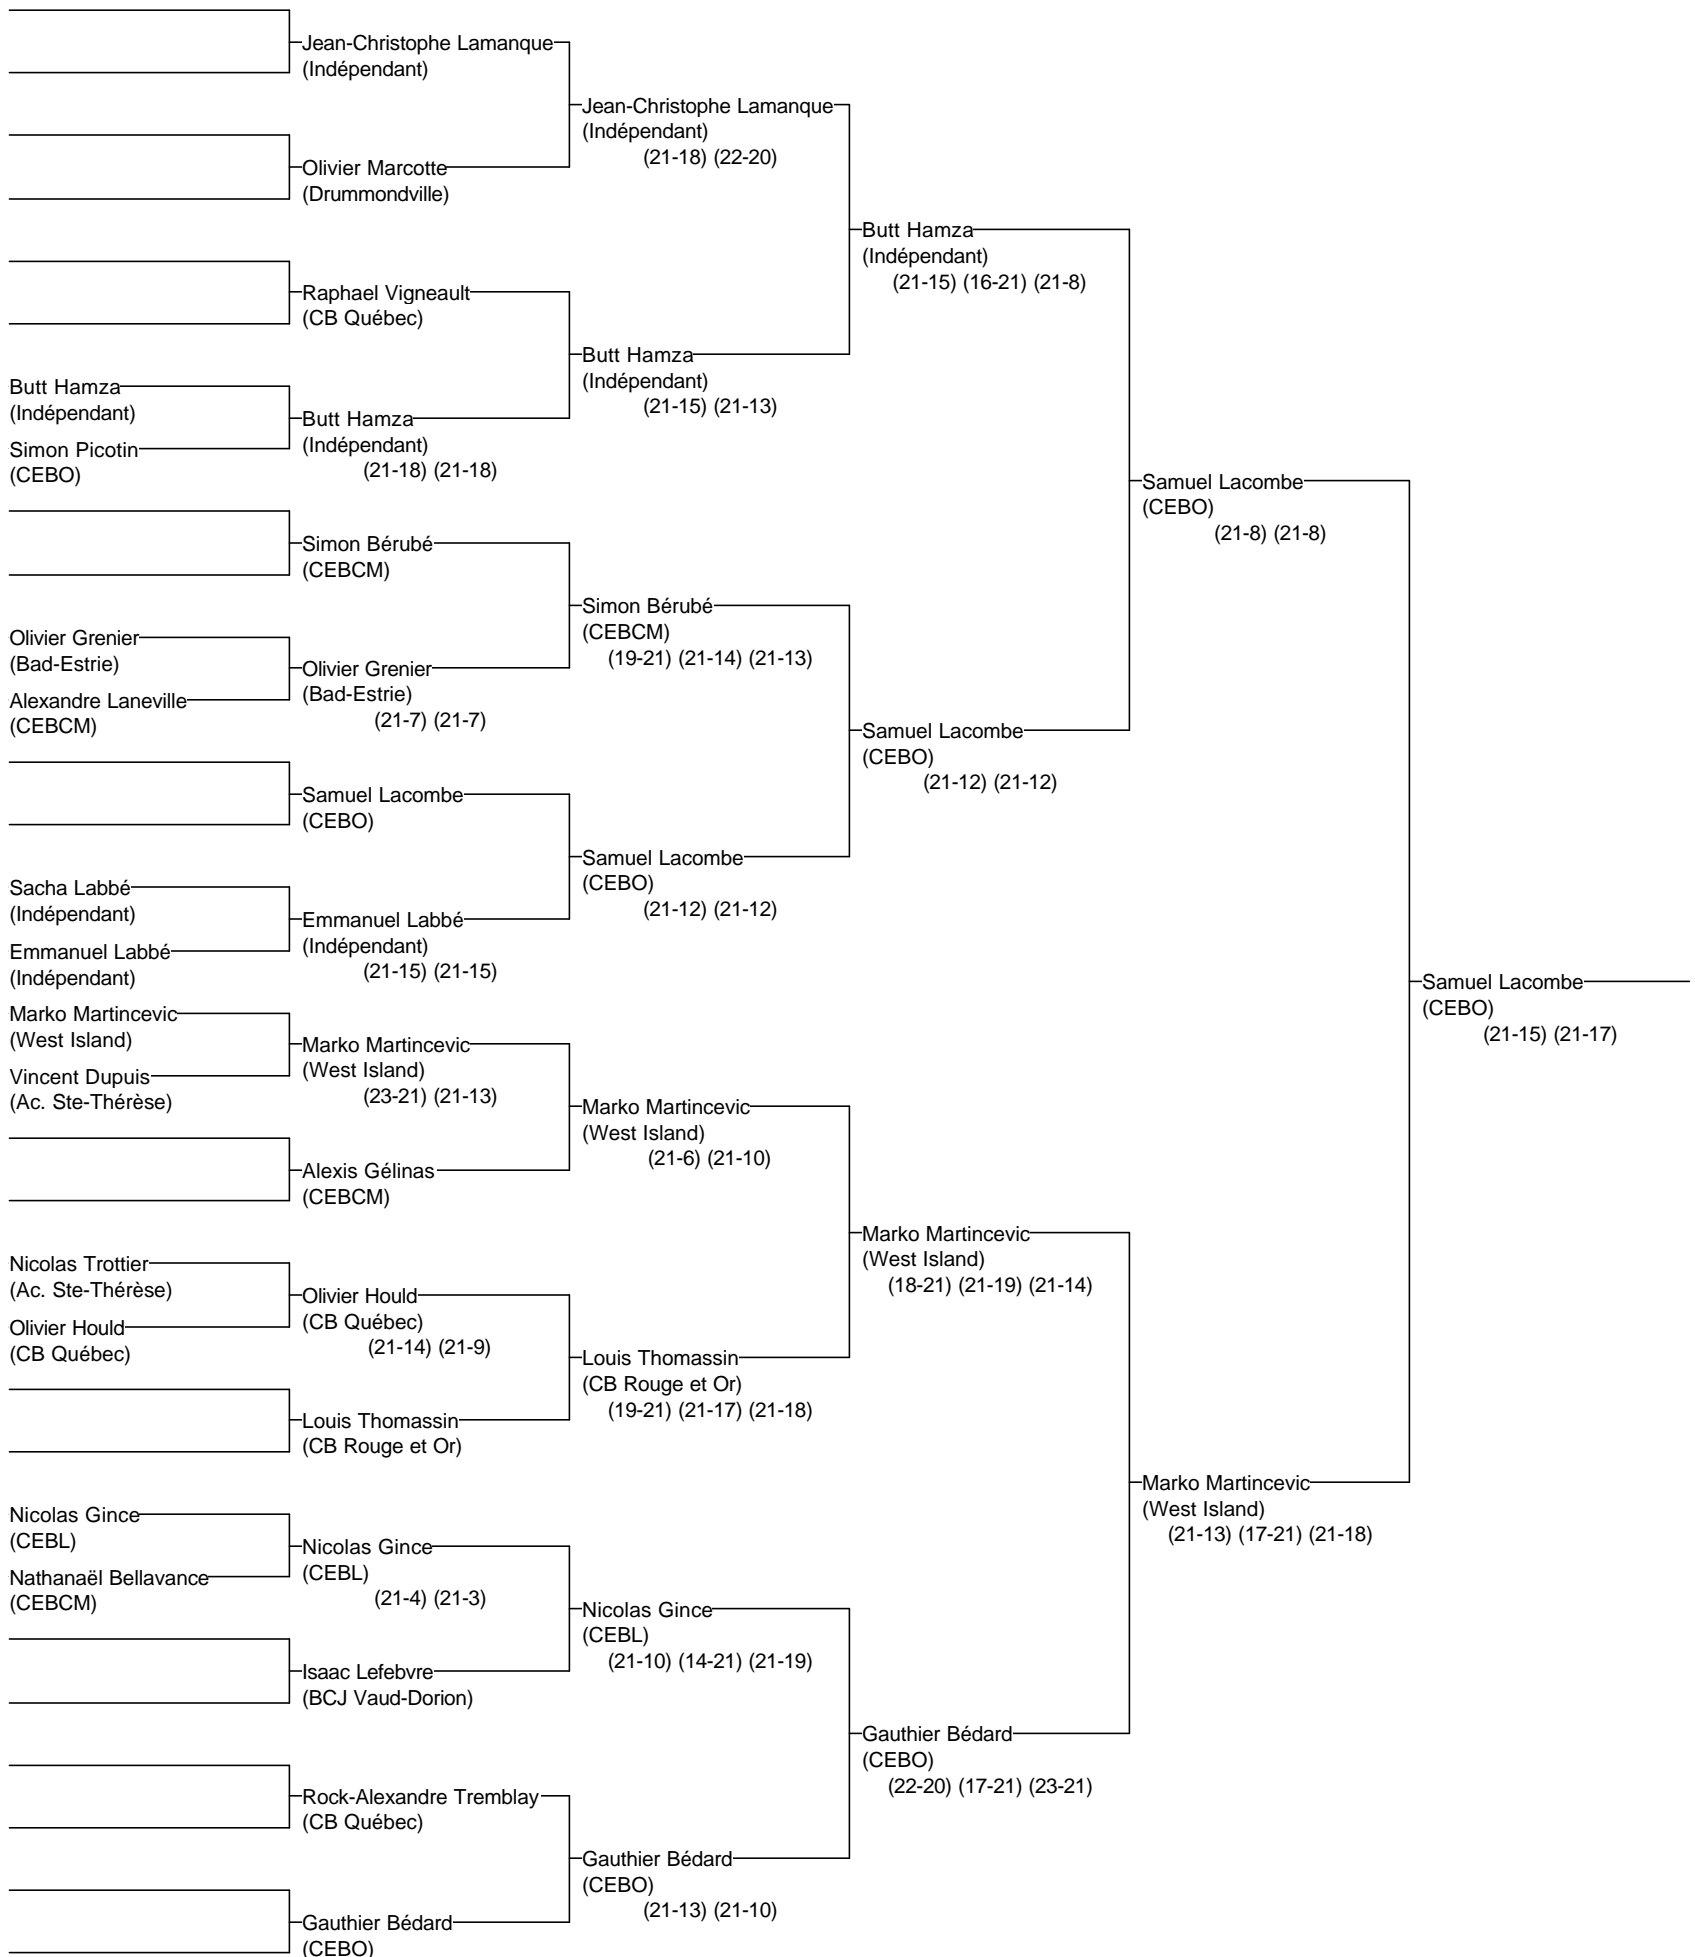 Jean-Christophe Lamanque
(Indépendant)
Jean-Christophe Lamanque
(Indépendant)
(21-18) (22-20)
Olivier Marcotte
(Drummondville)
Butt Hamza
(Indépendant)
(21-15) (16-21) (21-8)
Raphael Vigneault
(CB Québec)
Butt Hamza
(Indépendant)
(21-15) (21-13)
Butt Hamza
(Indépendant)
Butt Hamza
(Indépendant)
(21-18) (21-18)
Simon Picotin
(CEBO)
Samuel Lacombe
(CEBO)
(21-8) (21-8)
Simon Bérubé
(CEBCM)
Simon Bérubé
(CEBCM)
(19-21) (21-14) (21-13)
Olivier Grenier
(Bad-Estrie)
Olivier Grenier
(Bad-Estrie)
(21-7) (21-7)
Alexandre Laneville
(CEBCM)
Samuel Lacombe
(CEBO)
(21-12) (21-12)
Samuel Lacombe
(CEBO)
Samuel Lacombe
(CEBO)
(21-12) (21-12)
Sacha Labbé
(Indépendant)
Emmanuel Labbé
(Indépendant)
(21-15) (21-15)
Emmanuel Labbé
(Indépendant)
Samuel Lacombe
(CEBO)
(21-15) (21-17)
Marko Martincevic
(West Island)
Marko Martincevic
(West Island)
(23-21) (21-13)
Vincent Dupuis
(Ac. Ste-Thérèse)
Marko Martincevic
(West Island)
(21-6) (21-10)
Alexis Gélinas
(CEBCM)
Marko Martincevic
(West Island)
(18-21) (21-19) (21-14)
Nicolas Trottier
(Ac. Ste-Thérèse)
Olivier Hould
(CB Québec)
(21-14) (21-9)
Olivier Hould
(CB Québec)
Louis Thomassin
(CB Rouge et Or)
(19-21) (21-17) (21-18)
Louis Thomassin
(CB Rouge et Or)
Marko Martincevic
(West Island)
(21-13) (17-21) (21-18)
Nicolas Gince
(CEBL)
Nicolas Gince
(CEBL)
(21-4) (21-3)
Nathanaël Bellavance
(CEBCM)
Nicolas Gince
(CEBL)
(21-10) (14-21) (21-19)
Isaac Lefebvre
(BCJ Vaud-Dorion)
Gauthier Bédard
(CEBO)
(22-20) (17-21) (23-21)
Rock-Alexandre Tremblay
(CB Québec)
Gauthier Bédard
(CEBO)
(21-13) (21-10)
Gauthier Bédard
(CEBO)